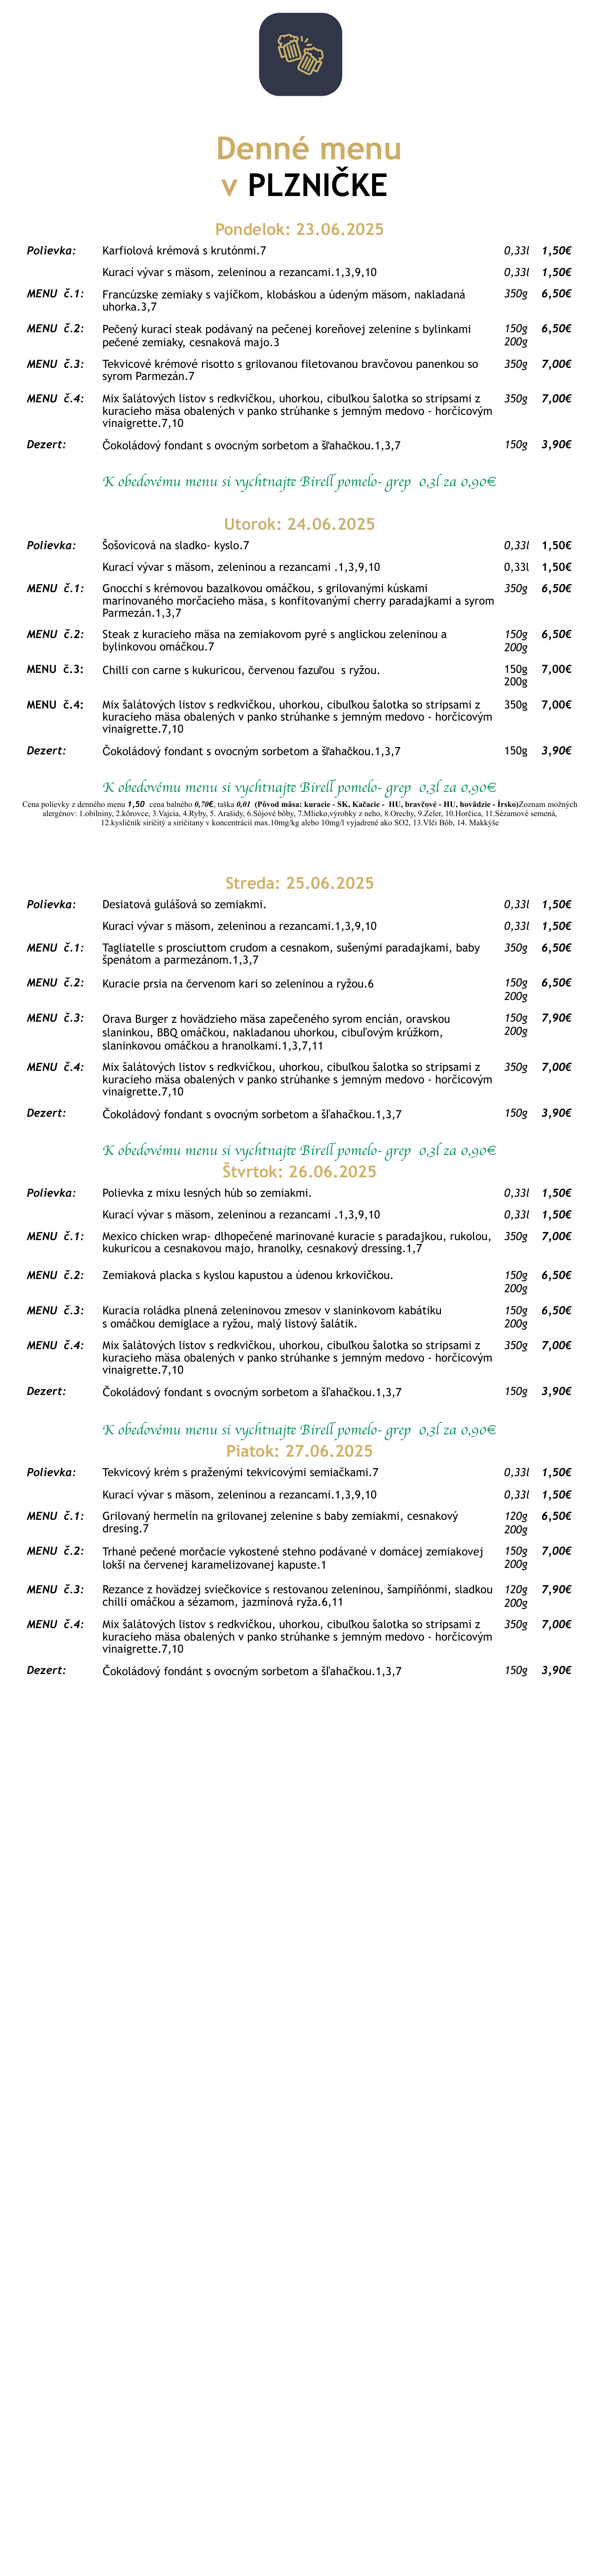 Denné menu
v PLZNIČKE
Pondelok: 23.06.2025
Polievka: Karfiolová krémová s krutónmi.7 0,33l 1,50€
Kurací vývar s mäsom, zeleninou a rezancami.1,3,9,10 0,33l 1,50€
MENU č.1: Francúzske zemiaky s vajíčkom, klobáskou a údeným mäsom, nakladaná 350g 6,50€
uhorka.3,7
MENU č.2: Pečený kurací steak podávaný na pečenej koreňovej zelenine s bylinkami 150g 6,50€
pečené zemiaky, cesnaková majo.3 200g
MENU č.3: Tekvicové krémové risotto s grilovanou filetovanou bravčovou panenkou so 350g 7,00€
syrom Parmezán.7
MENU č.4: Mix šalátových listov s redkvičkou, uhorkou, cibuľkou šalotka so stripsami z 350g 7,00€
kuracieho mäsa obalených v panko strúhanke s jemným medovo - horčicovým
vinaigrette.7,10
Dezert: Čokoládový fondant s ovocným sorbetom a šľahačkou.1,3,7 150g 3,90€
K obedovému menu si vychtnajte Birell pomelo- grep 0,3l za 0,90€
Utorok: 24.06.2025
Polievka: Šošovicová na sladko- kyslo.7 0,33l 1,50€
Kurací vývar s mäsom, zeleninou a rezancami .1,3,9,10 0,33l 1,50€
MENU č.1: Gnocchi s krémovou bazalkovou omáčkou, s grilovanými kúskami 350g 6,50€
marinovaného morčacieho mäsa, s konfitovanými cherry paradajkami a syrom
Parmezán.1,3,7
MENU č.2: Steak z kuracieho mäsa na zemiakovom pyré s anglickou zeleninou a 150g 6,50€
bylinkovou omáčkou.7 200g
MENU č.3: Chilli con carne s kukuricou, červenou fazuľou s ryžou. 150g 7,00€
200g
MENU č.4: Mix šalátových listov s redkvičkou, uhorkou, cibuľkou šalotka so stripsami z 350g 7,00€
kuracieho mäsa obalených v panko strúhanke s jemným medovo - horčicovým
vinaigrette.7,10
Dezert: Čokoládový fondant s ovocným sorbetom a šľahačkou.1,3,7 150g 3,90€
K obedovému menu si vychtnajte Birell pomelo- grep 0,3l za 0,90€
Cena polievky z denného menu 1,50 cena balného 0,70€, taška 0,01 (Pôvod mäsa: kuracie - SK, Kačacie - HU, bravčové - HU, hovädzie - Írsko)Zoznam možných
alergénov: 1.obilniny, 2.kôrovce, 3.Vajcia, 4.Ryby, 5. Arašidy, 6.Sójové bôby, 7.Mlieko,výrobky z neho, 8.Orechy, 9.Zeler, 10.Horčica, 11.Sézamové semená,
12.kysličník siričitý a siričitany v koncentrácií max.10mg/kg alebo 10mg/l vyjadrené ako SO2, 13.Vlčí Bôb, 14. Makkýše
Streda: 25.06.2025
Polievka: Desiatová gulášová so zemiakmi. 0,33l 1,50€
Kurací vývar s mäsom, zeleninou a rezancami.1,3,9,10 0,33l 1,50€
MENU č.1: Tagliatelle s prosciuttom crudom a cesnakom, sušenými paradajkami, baby 350g 6,50€
špenátom a parmezánom.1,3,7
MENU č.2: Kuracie prsia na červenom kari so zeleninou a ryžou.6 150g 6,50€
200g
MENU č.3: Orava Burger z hovädzieho mäsa zapečeného syrom encián, oravskou 150g 7,90€
slaninkou, BBQ omáčkou, nakladanou uhorkou, cibuľovým krúžkom, 200g
slaninkovou omáčkou a hranolkami.1,3,7,11
MENU č.4: Mix šalátových listov s redkvičkou, uhorkou, cibuľkou šalotka so stripsami z 350g 7,00€
kuracieho mäsa obalených v panko strúhanke s jemným medovo - horčicovým
vinaigrette.7,10
Dezert: Čokoládový fondant s ovocným sorbetom a šľahačkou.1,3,7 150g 3,90€
K obedovému menu si vychtnajte Birell pomelo- grep 0,3l za 0,90€
Štvrtok: 26.06.2025
Polievka: Polievka z mixu lesných húb so zemiakmi. 0,33l 1,50€
Kurací vývar s mäsom, zeleninou a rezancami .1,3,9,10 0,33l 1,50€
MENU č.1: Mexico chicken wrap- dlhopečené marinované kuracie s paradajkou, rukolou, 350g 7,00€
kukuricou a cesnakovou majo, hranolky, cesnakový dressing.1,7
MENU č.2: Zemiaková placka s kyslou kapustou a údenou krkovičkou. 150g 6,50€
200g
MENU č.3: Kuracia roládka plnená zeleninovou zmesov v slaninkovom kabátiku 150g 6,50€
s omáčkou demiglace a ryžou, malý listový šalátik. 200g
MENU č.4: Mix šalátových listov s redkvičkou, uhorkou, cibuľkou šalotka so stripsami z 350g 7,00€
kuracieho mäsa obalených v panko strúhanke s jemným medovo - horčicovým
vinaigrette.7,10
Dezert: Čokoládový fondant s ovocným sorbetom a šľahačkou.1,3,7 150g 3,90€
K obedovému menu si vychtnajte Birell pomelo- grep 0,3l za 0,90€
Piatok: 27.06.2025
Polievka: Tekvicový krém s praženými tekvicovými semiačkami.7 0,33l 1,50€
Kurací vývar s mäsom, zeleninou a rezancami.1,3,9,10 0,33l 1,50€
MENU č.1: Grilovaný hermelín na grilovanej zelenine s baby zemiakmi, cesnakový 120g 6,50€
dresing.7 200g
MENU č.2: Trhané pečené morčacie vykostené stehno podávané v domácej zemiakovej 150g 7,00€
lokši na červenej karamelizovanej kapuste.1 200g
MENU č.3: Rezance z hovädzej sviečkovice s restovanou zeleninou, šampiňónmi, sladkou 120g 7,90€
chilli omáčkou a sézamom, jazmínová ryža.6,11 200g
MENU č.4: Mix šalátových listov s redkvičkou, uhorkou, cibuľkou šalotka so stripsami z 350g 7,00€
kuracieho mäsa obalených v panko strúhanke s jemným medovo - horčicovým
vinaigrette.7,10
Dezert: Čokoládový fondánt s ovocným sorbetom a šľahačkou.1,3,7 150g 3,90€